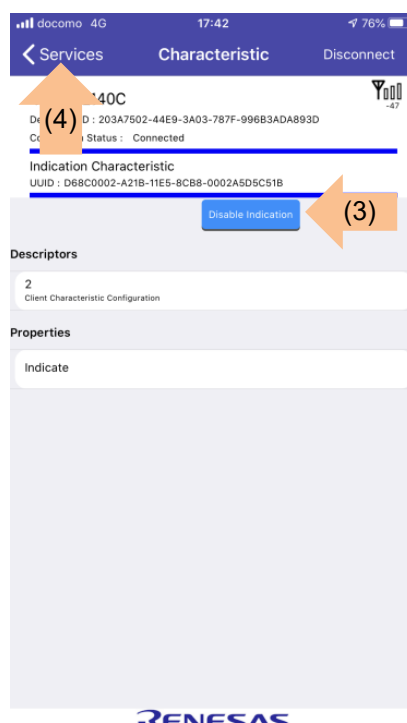 docomo 4G 17:42 76%
Services Characteristic Disconnect
40C
-47
(4)
D : 203A7502-44E9-3A03-787F-996B3ADA893D
Status : Connected
Indication Characteristic
UUID : D68C0002-A21B-11E5-8CB8-0002A5D5C51B
Disable Indication
(3)
Descriptors
2
Client Characteristic Configuration
Properties
Indicate
RENESAS